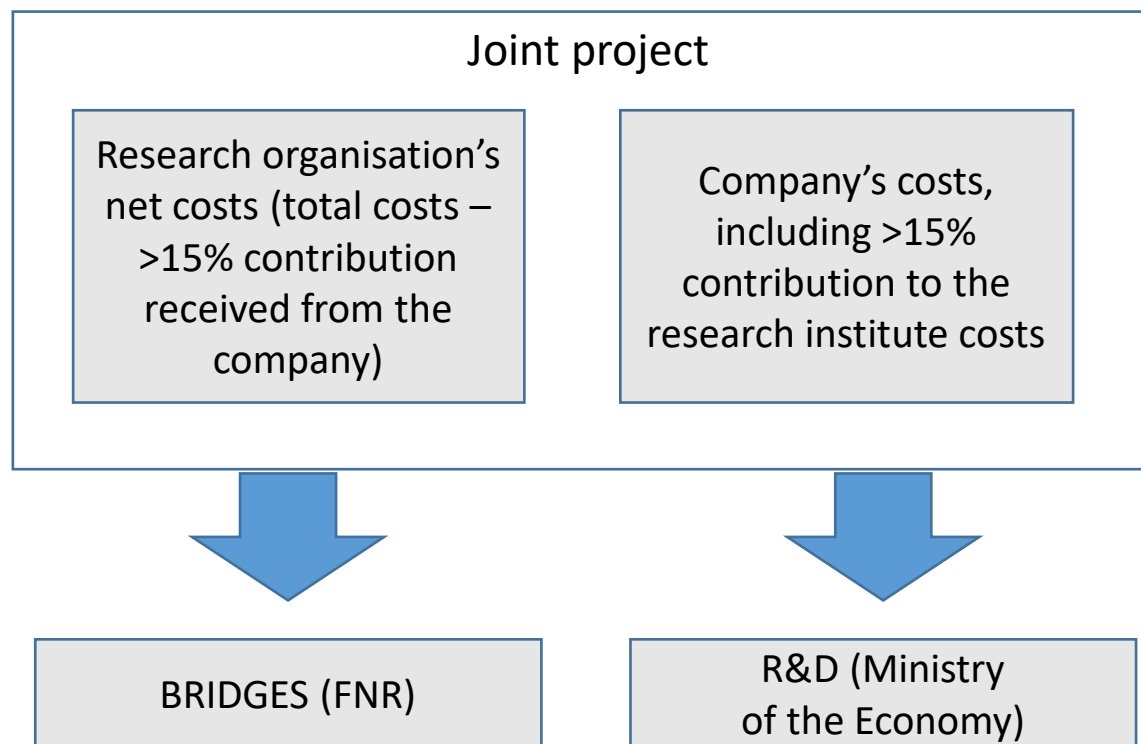 Joint project
Research organisation's
net costs (total costs –
>15% contribution
received from the
company)
Company's costs,
including >15%
contribution to the
research institute costs
BRIDGES (FNR)
R&D (Ministry
of the Economy)